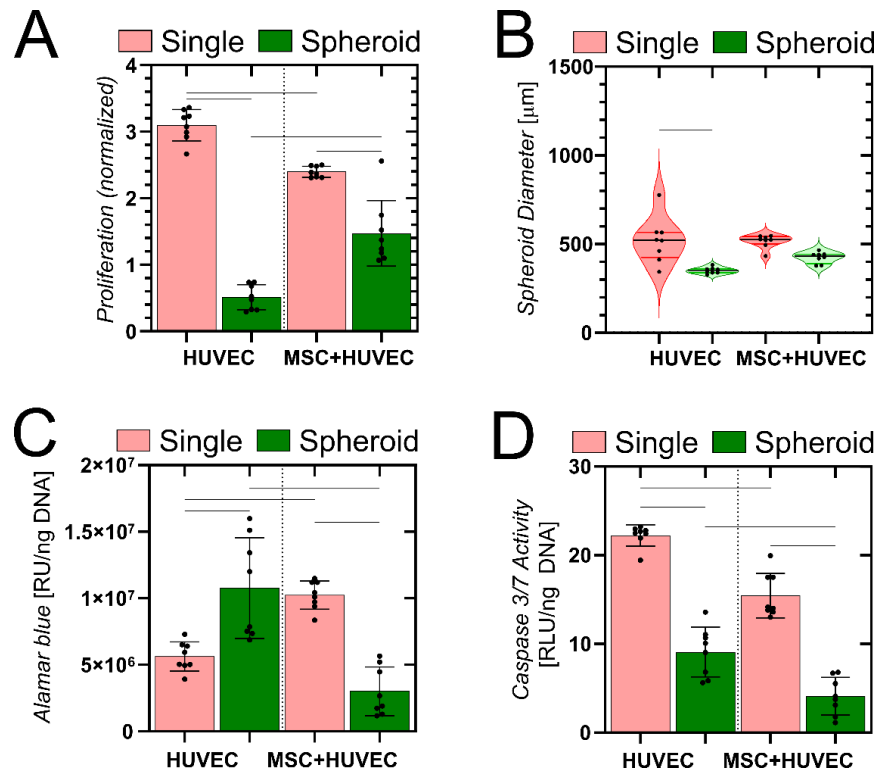 A
Single Spheroid
Proliferation (normalized)
4
3
2
1
0
HUVEC MSC+HUVEC
B
Single Spheroid
Spheroid Diameter [μm]
1500
1000
500
0
HUVEC MSC+HUVEC
C
Single Spheroid
Alamar blue [RU/ng DNA]
2×10⁷
1.5×10⁷
1×10⁷
5×10⁶
0
HUVEC MSC+HUVEC
D
Single Spheroid
Caspase 3/7 Activity
[RLU/ng DNA]
30
20
10
0
HUVEC MSC+HUVEC